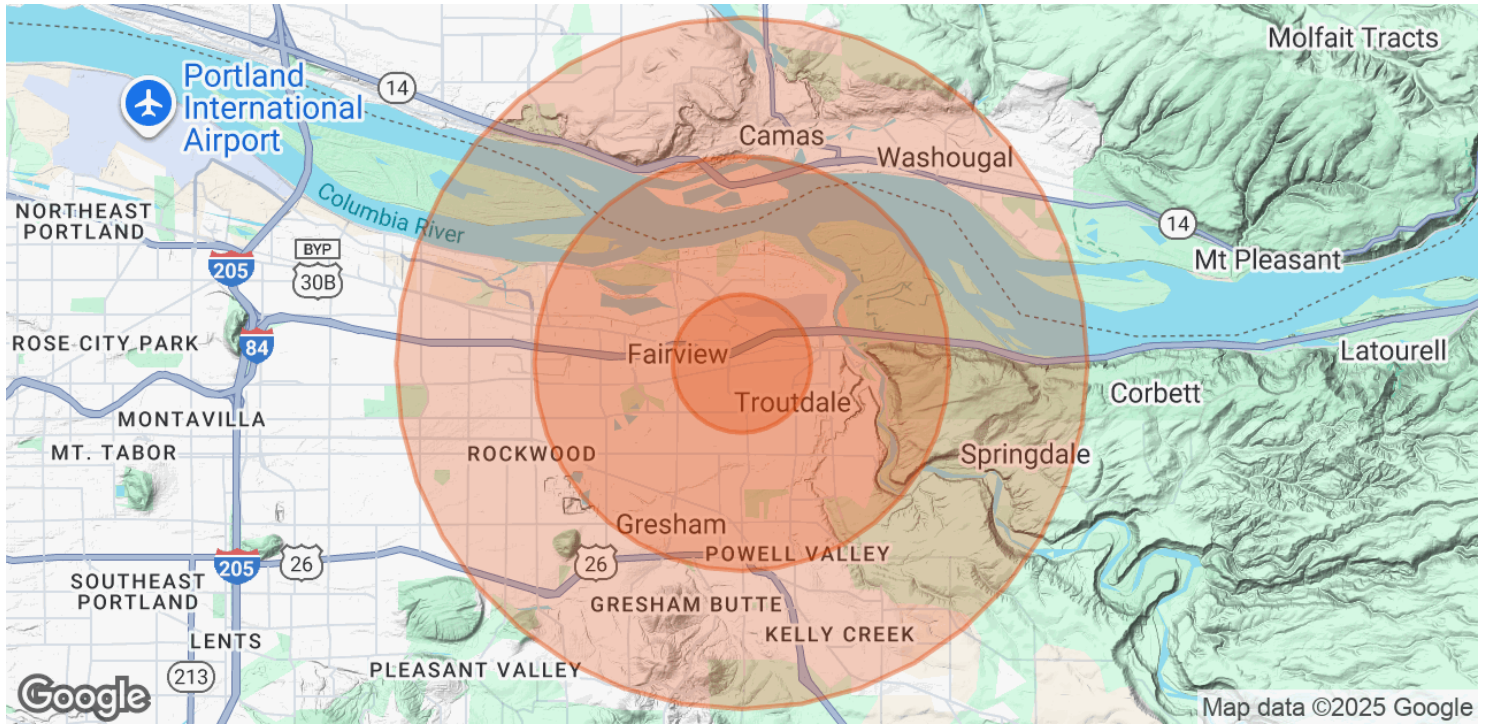 Molfait Tracts
Portland
International
Airport
14
Camas
Washougal
Columbia River
NORTHEAST
PORTLAND
14
BYP
30B
205
Mt Pleasant
ROSE CITY PARK
84
Fairview
Latourell
Troutdale
Corbett
MONTAVILLA
MT. TABOR
ROCKWOOD
Springdale
Gresham
POWELL VALLEY
205
26
26
SOUTHEAST
PORTLAND
GRESHAM BUTTE
LENTS
KELLY CREEK
213
PLEASANT VALLEY
Google
Map data ©2025 Google